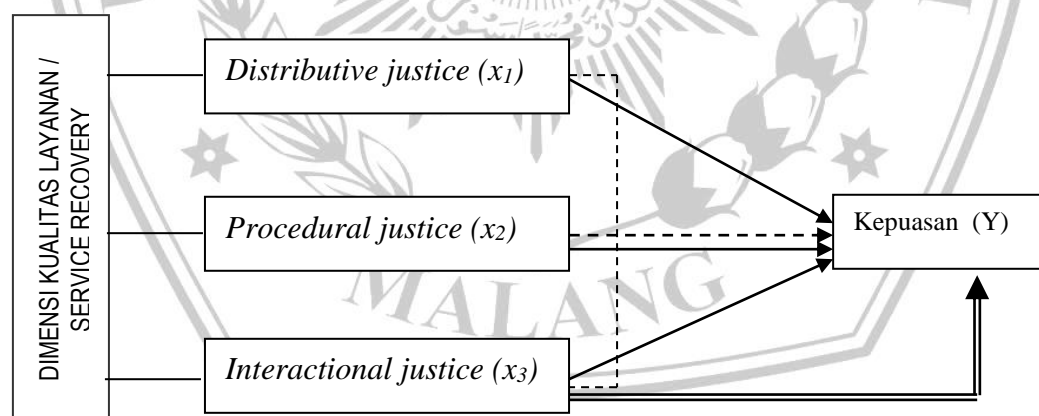 DIMENSI KUALITAS LAYANAN /
SERVICE RECOVERY
Distributive justice (x1)
Procedural justice (x2)
Interactional justice (x3)
Kepuasan (Y)
MALANG